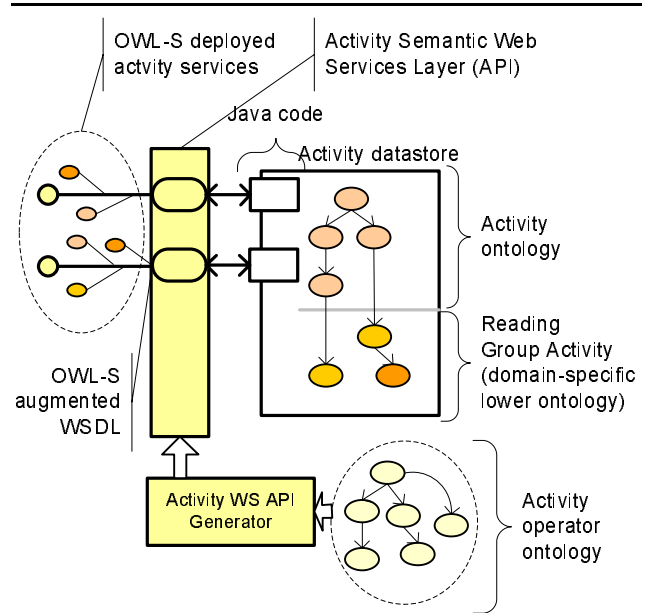 OWL-S deployed
actvity services
Activity Semantic Web
Services Layer (API)
Java code
Activity datastore
Activity
ontology
Reading
Group Activity
(domain-specific
lower ontology)
OWL-S
augmented
WSDL
Activity WS API
Generator
Activity
operator
ontology